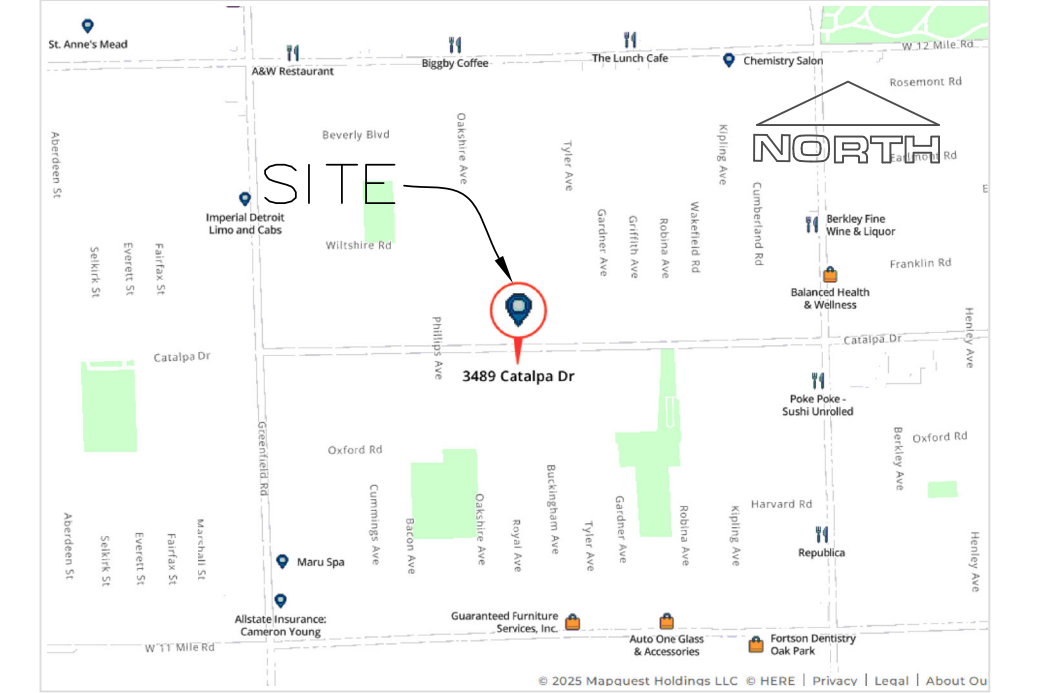 St. Anne's Mead
A&W Restaurant
Biggby Coffee
The Lunch Cafe
Chemistry Salon
W 12 Mile Rd
Rosemont Rd
NORTH
Earlmont Rd
E
Aberdeen St
Beverly Blvd
Oakshire Ave
Tyler Ave
Kipling Ave
SITE
Cumberland Rd
Imperial Detroit
Limo and Cabs
Wiltshire Rd
Gardner Ave
Griffith Ave
Robina Ave
Wakefield Rd
Berkley Fine
Wine & Liquor
Franklin Rd
Balanced Health
& Wellness
Selkirk St
Everett St
Fairfax St
Phillips Ave
Henley Ave
Catalpa Dr
Catalpa Dr
3489 Catalpa Dr
Poke Poke -
Sushi Unrolled
Greenfield Rd
Oxford Rd
Berkley Ave
Oxford Rd
Cummings Ave
Bacon Ave
Oakshire Ave
Royal Ave
Buckingham Ave
Tyler Ave
Gardner Ave
Robina Ave
Kipling Ave
Harvard Rd
Republica
Henley Ave
Aberdeen St
Selkirk St
Everett St
Fairfax St
Marshall St
Maru Spa
Allstate Insurance:
Cameron Young
Guaranteed Furniture
Services, Inc.
Auto One Glass
& Accessories
Fortson Dentistry
Oak Park
W 11 Mile Rd
© 2025 Mapquest Holdings LLC © HERE | Privacy | Legal | About Ou